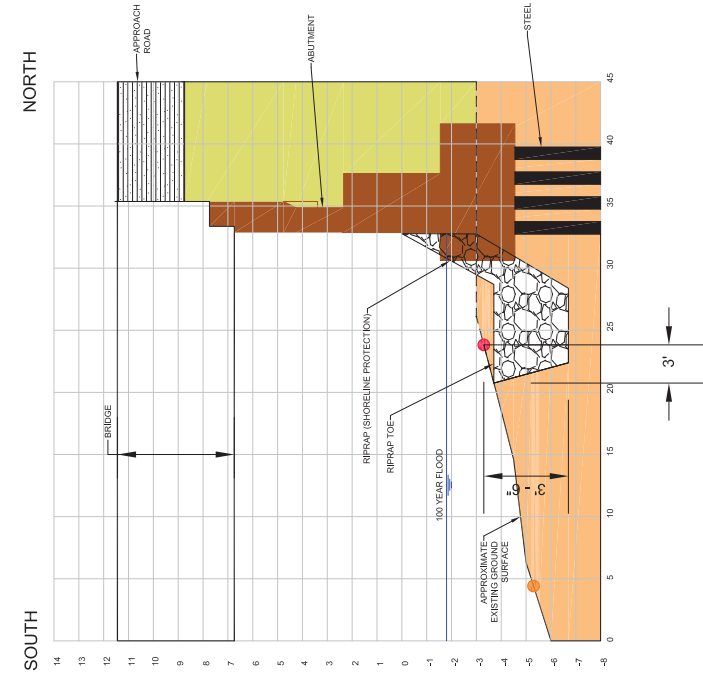 SOUTH
NORTH
14
13
12
11
10
9
8
7
6
5
4
3
2
1
0
-1
-2
-3
-4
-5
-6
-7
-8
0
5
10
15
20
25
30
35
40
45
APPROACH
ROAD
ABUTMENT
STEEL
BRIDGE
RIPRAP (SHORELINE PROTECTION)
RIPRAP TOE
100 YEAR FLOOD
APPROXIMATE
EXISTING GROUND
SURFACE
3' - 6"
3'